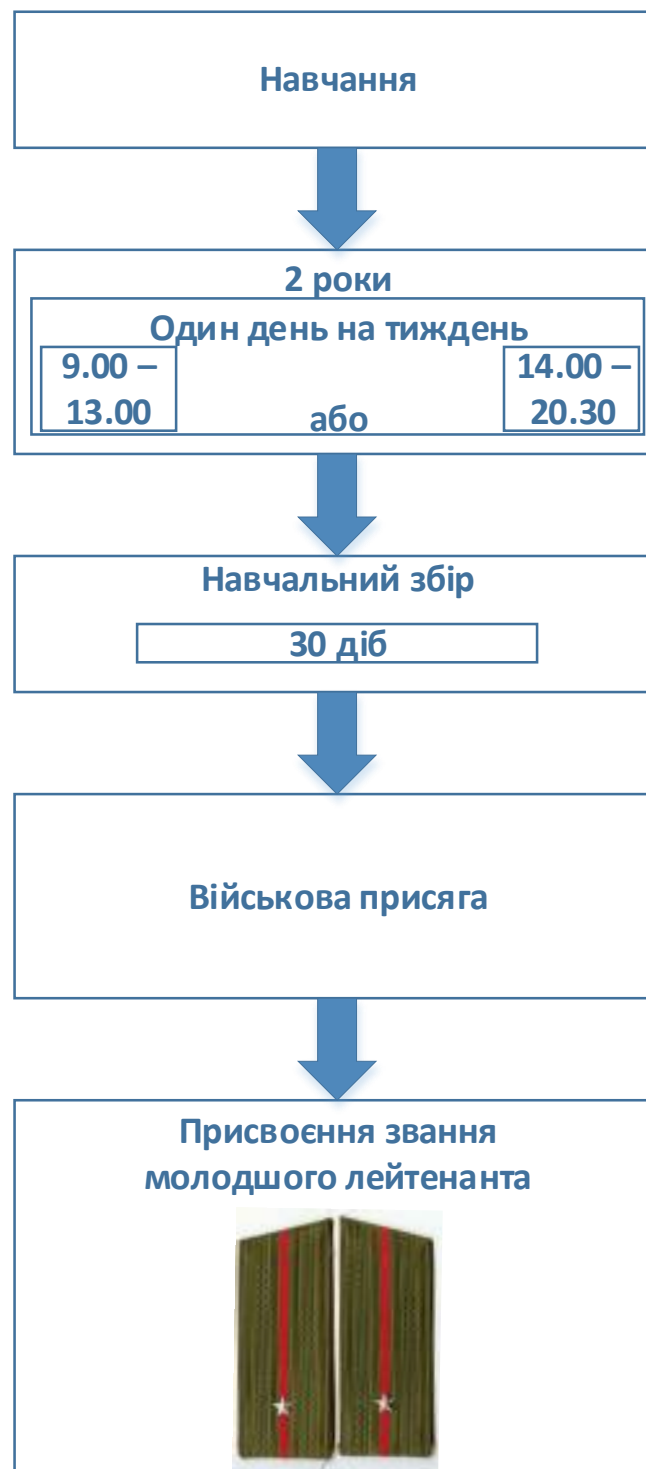 Навчання
2 роки
Один день на тиждень
9.00 –
13.00
або
14.00 –
20.30
Навчальний збір
30 діб
Військова присяга
Присвоєння звання
молодшого лейтенанта